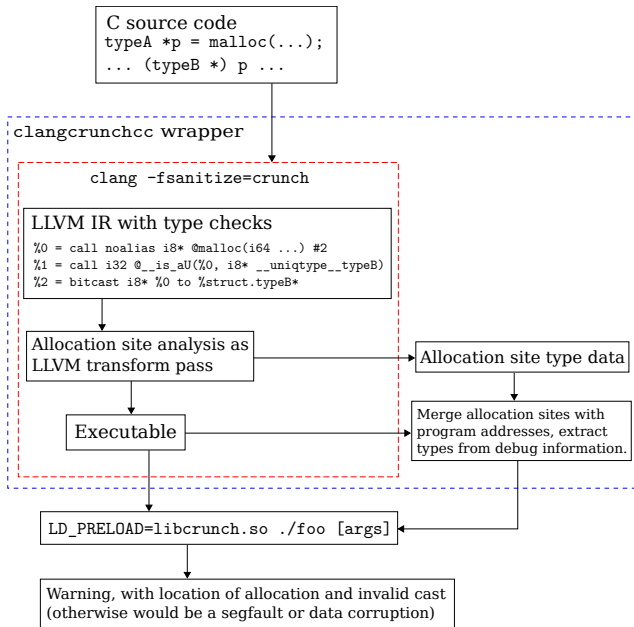 C source code
typeA *p = malloc(...);
... (typeB *) p ...
clangcrunchcc wrapper
clang -fsanitize=crunch
LLVM IR with type checks
%0 = call noalias i8* @malloc(i64 ...) #2
%1 = call i32 @__is_aU(%0, i8* __uniqtype__typeB)
%2 = bitcast i8* %0 to %struct.typeB*
Allocation site analysis as
LLVM transform pass
Allocation site type data
Executable
Merge allocation sites with
program addresses, extract
types from debug information.
LD_PRELOAD=libcrunch.so ./foo [args]
Warning, with location of allocation and invalid cast
(otherwise would be a segfault or data corruption)